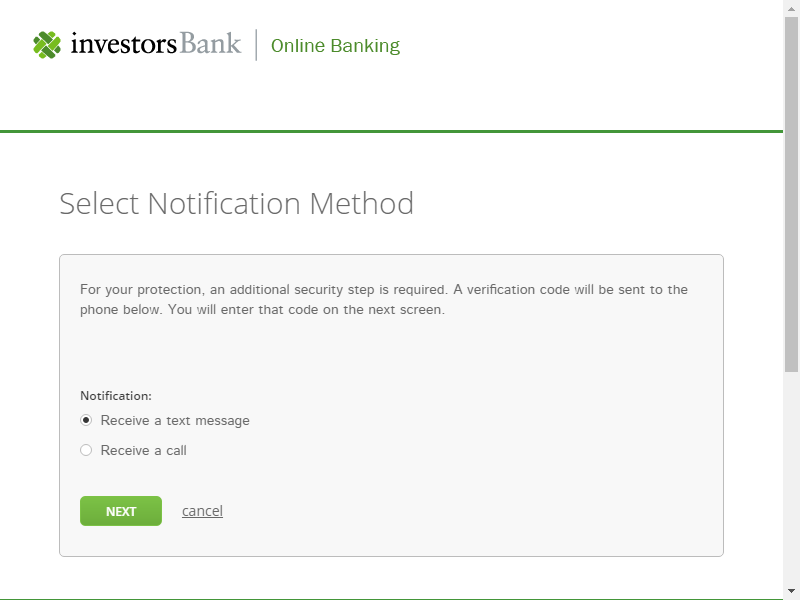 investorsBank Online Banking
Select Notification Method
For your protection, an additional security step is required. A verification code will be sent to the
phone below. You will enter that code on the next screen.
Notification:
Receive a text message
Receive a call
NEXT cancel